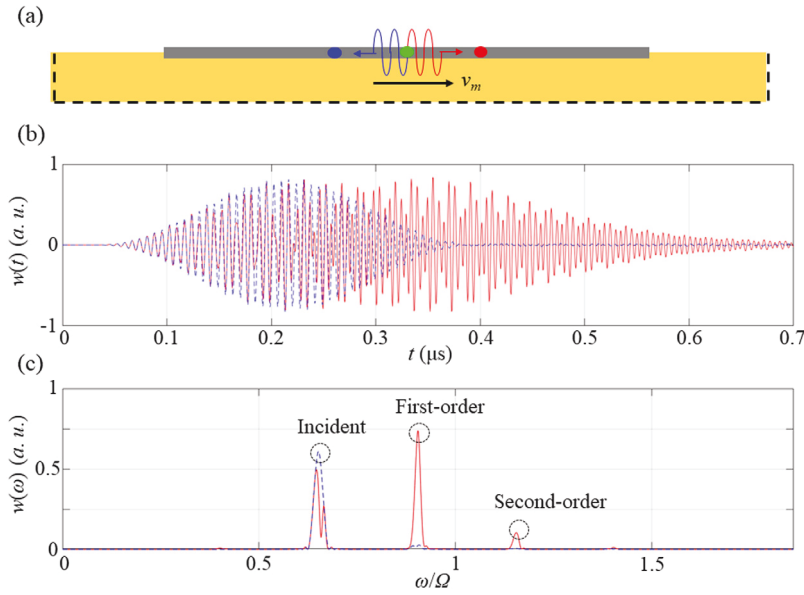 (a)
v_m
(b)
1
0
-1
w(t) (a. u.)
0 0.1 0.2 0.3 0.4 0.5 0.6 0.7
t (μs)
(c)
1
0.5
0
w(ω) (a. u.)
Incident
First-order
Second-order
0.5 1 1.5
ω/Ω